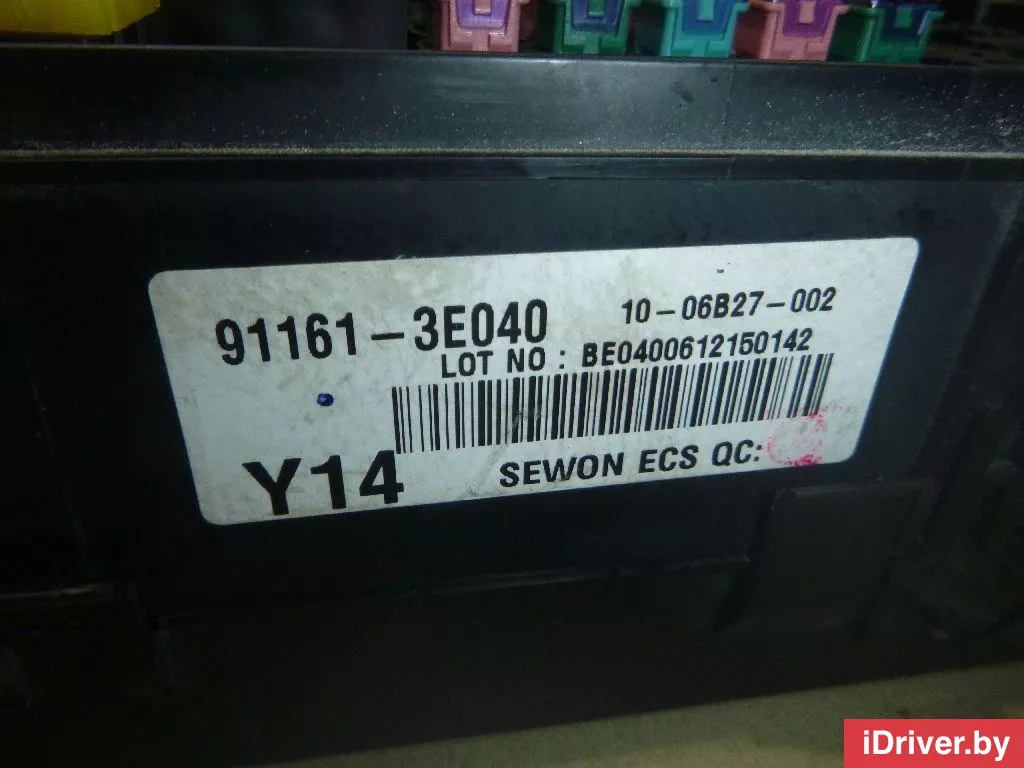 91161-3E040 10-06B27-002
LOT NO : BE0400612150142
Y14 SEWON ECS QC:
iDriver.by